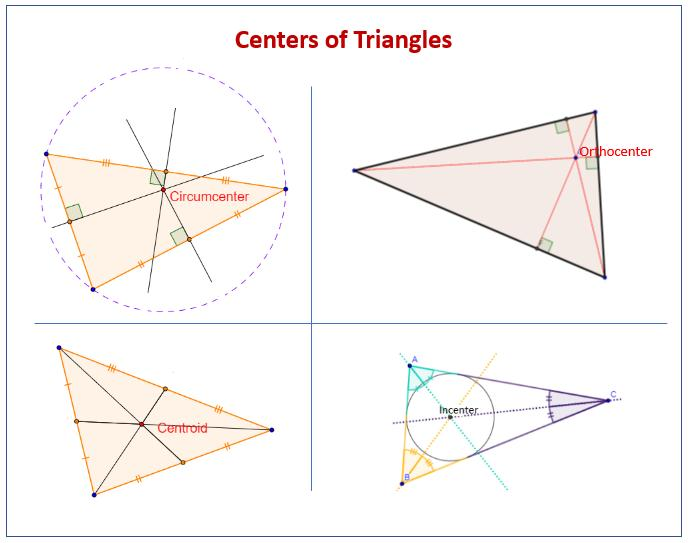 Centers of Triangles
Circumcenter
Orthocenter
Centroid
A
Incenter
C
B